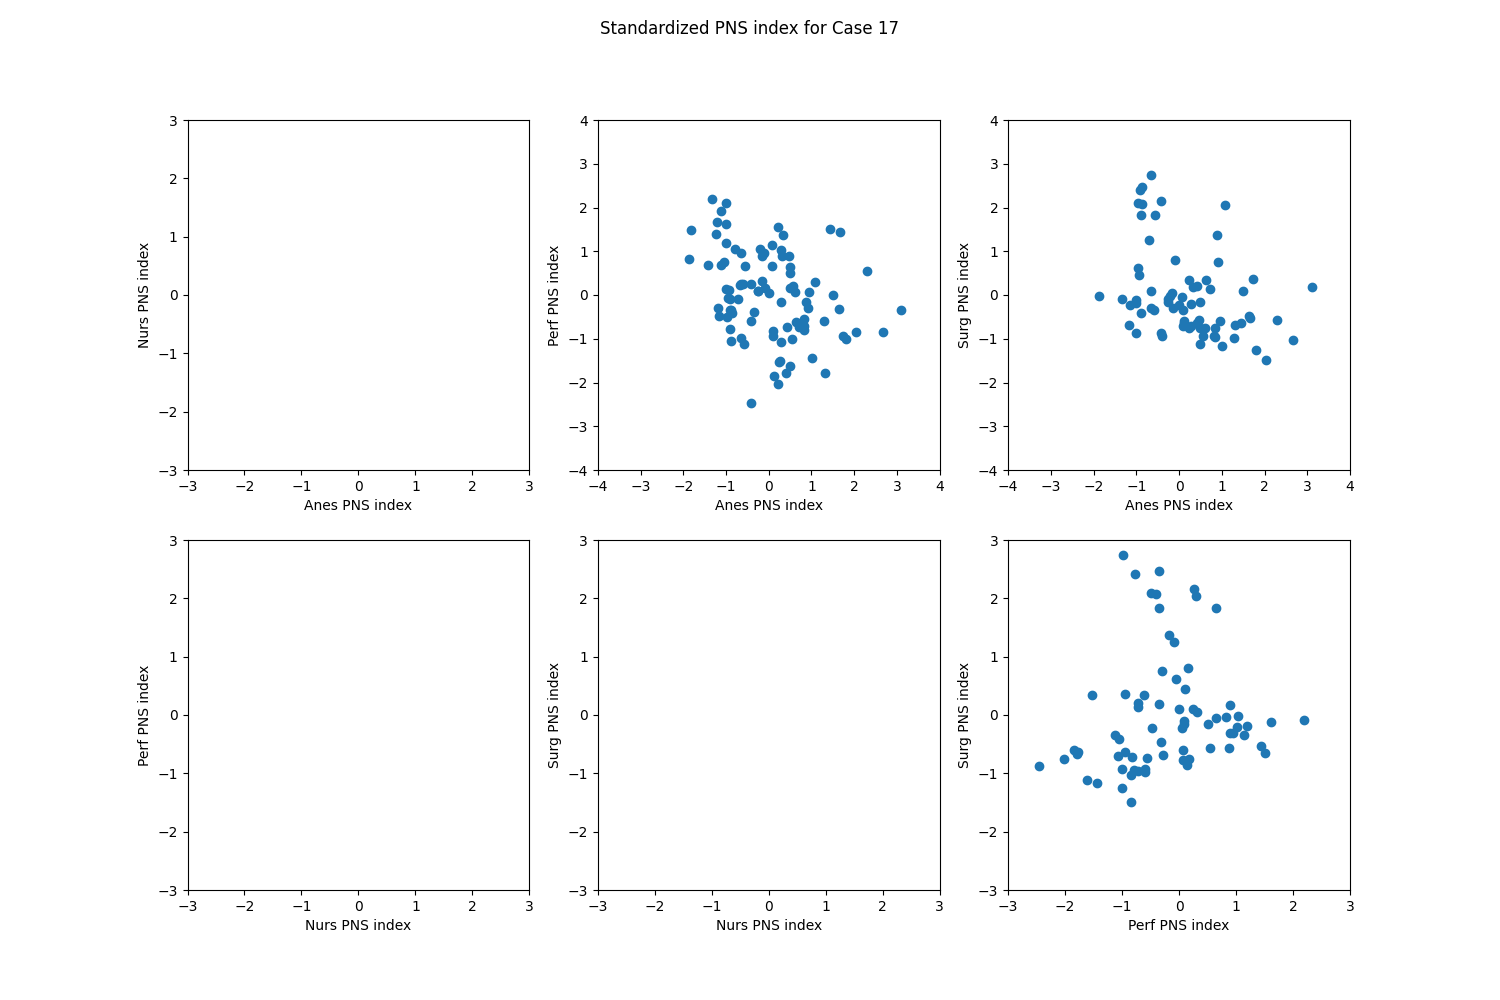 Standardized PNS index for Case 17
3
2
1
0
−1
−2
−3
Nurs PNS index
−3 −2 −1 0 1 2 3
Anes PNS index
4
3
2
1
0
−1
−2
−3
−4
Perf PNS index
−4 −3 −2 −1 0 1 2 3 4
Anes PNS index
4
3
2
1
0
−1
−2
−3
−4
Surg PNS index
−4 −3 −2 −1 0 1 2 3 4
Anes PNS index
3
2
1
0
−1
−2
−3
Perf PNS index
−3 −2 −1 0 1 2 3
Nurs PNS index
3
2
1
0
−1
−2
−3
Surg PNS index
−3 −2 −1 0 1 2 3
Nurs PNS index
3
2
1
0
−1
−2
−3
Surg PNS index
−3 −2 −1 0 1 2 3
Perf PNS index